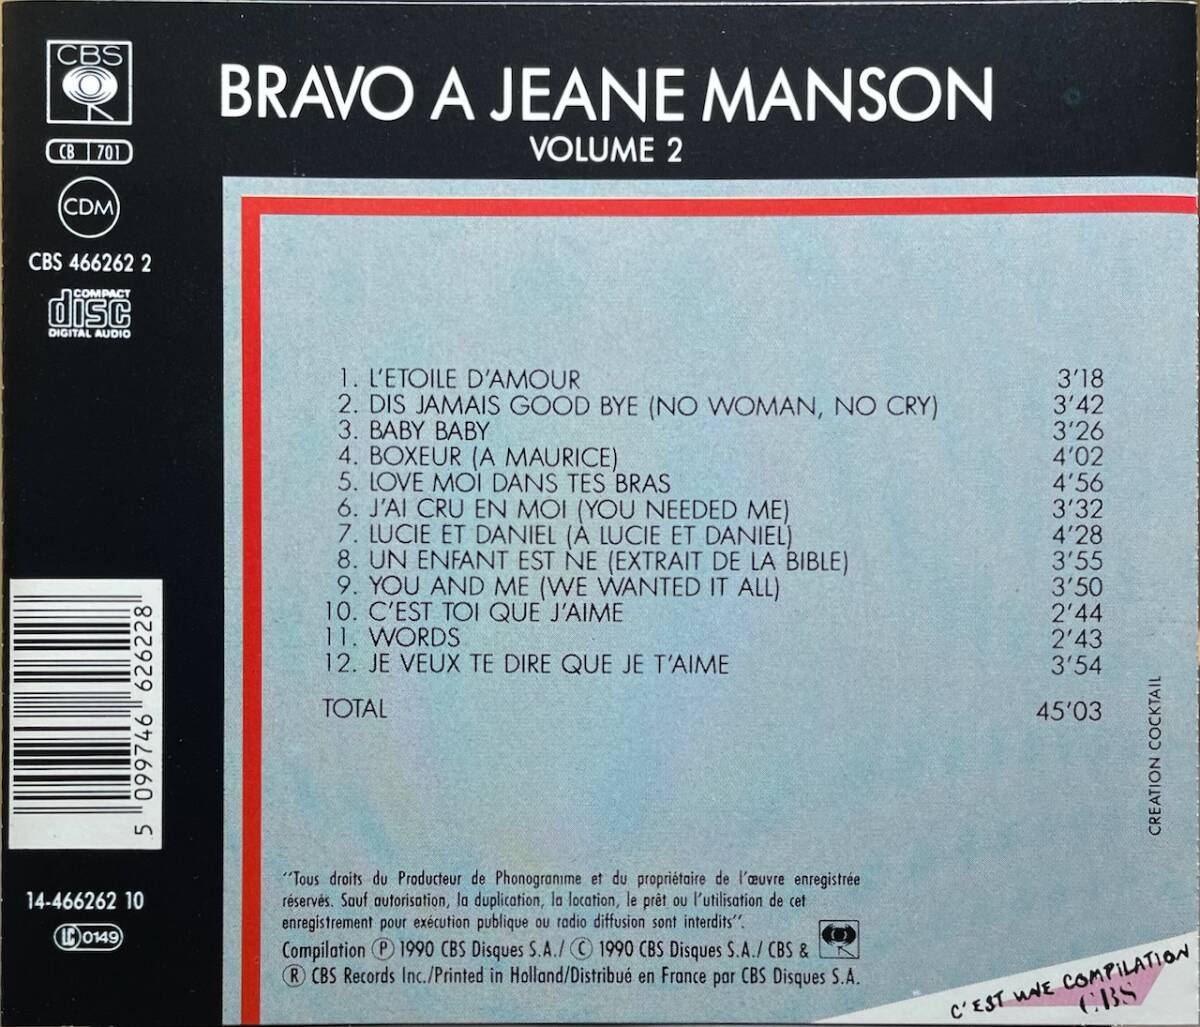 CBS
BRAVO A JEANE MANSON
VOLUME 2
CB 701
CDM
CBS 466262 2
COMPACT
disc
DIGITAL AUDIO
1. L'ETOILE D'AMOUR 3'18
2. DIS JAMAIS GOOD BYE (NO WOMAN, NO CRY) 3'42
3. BABY BABY 3'26
4. BOXEUR (A MAURICE) 4'02
5. LOVE MOI DANS TES BRAS 4'56
6. J'AI CRU EN MOI (YOU NEEDED ME) 3'32
7. LUCIE ET DANIEL (À LUCIE ET DANIEL) 4'28
8. UN ENFANT EST NE (EXTRAIT DE LA BIBLE) 3'55
9. YOU AND ME (WE WANTED IT ALL) 3'50
10. C'EST TOI QUE J'AIME 2'44
11. WORDS 2'43
12. JE VEUX TE DIRE QUE JE T'AIME 3'54
TOTAL 45'03
CREATION COCKTAIL
5 099746 626228
14-466262 10
LC 0149
"Tous droits du Producteur de Phonogramme et du propriétaire de l'œuvre enregistrée
réservés. Sauf autorisation, la duplication, la location, le prêt ou l'utilisation de cet
enregistrement pour exécution publique ou radio diffusion sont interdits".
Compilation Ⓟ 1990 CBS Disques S.A./ © 1990 CBS Disques S.A./ CBS &
® CBS Records Inc./Printed in Holland/Distribué en France par CBS Disques S.A.
C'EST UNE COMPILATION
CBS